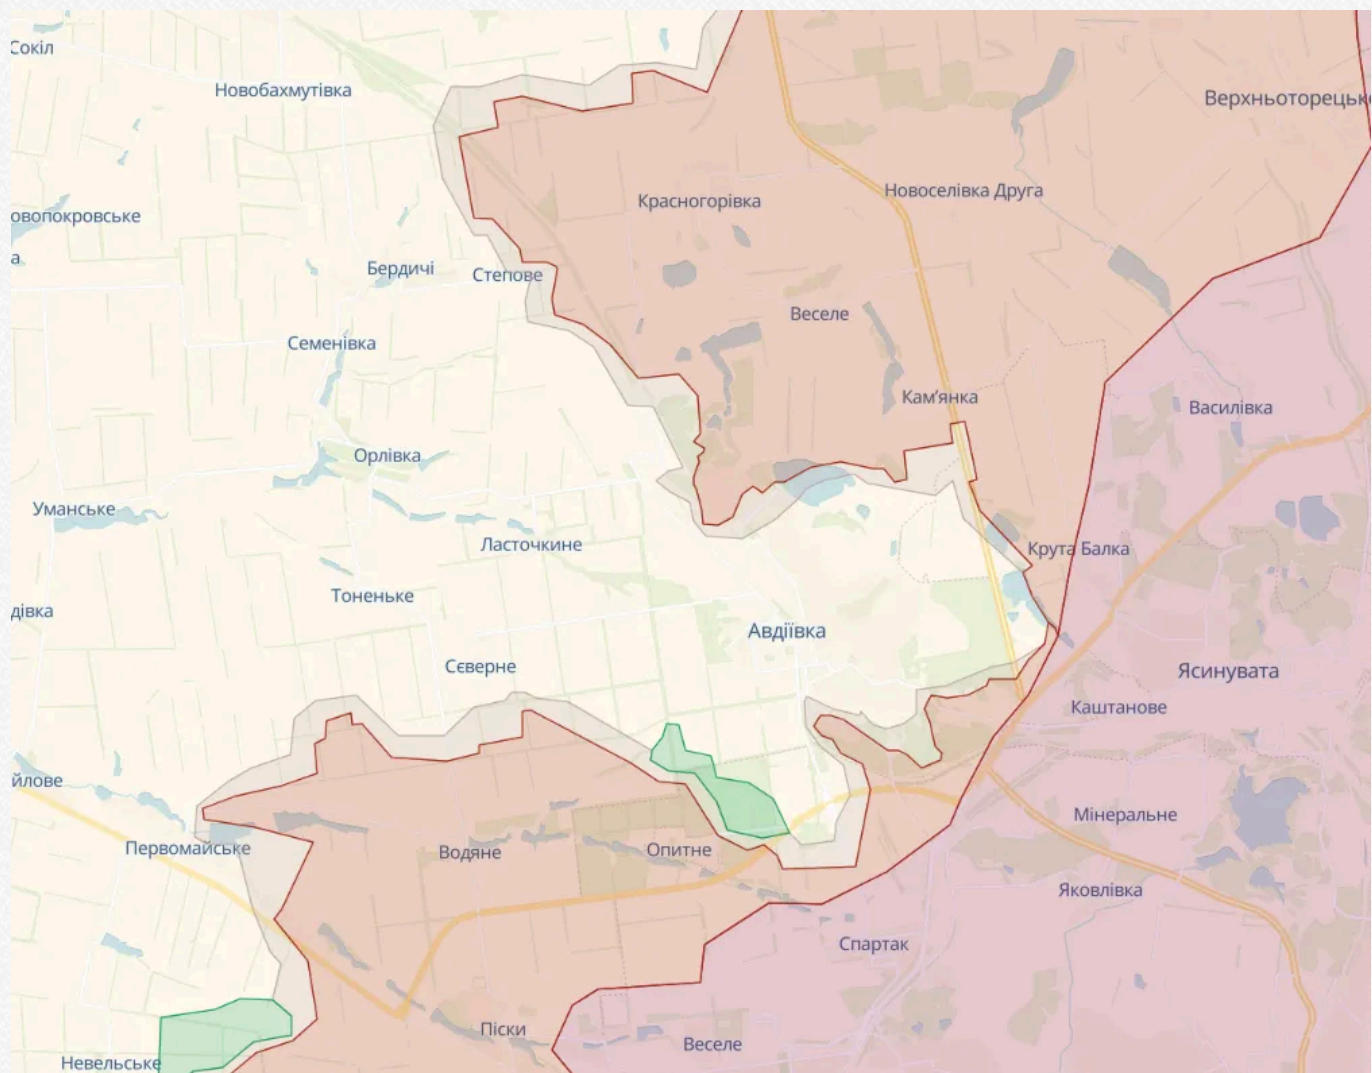 Сокіл
Новобахмутівка
Верхньоторецьк
Новоселівка Друга
Красногорівка
овопокровське
а
Бердичі
Степове
Веселе
Семенівка
Кам'янка
Василівка
Орлівка
Уманське
Ласточкине
Крута Балка
Тоненьке
дівка
Авдіївка
Сєверне
Ясинувата
Каштанове
йлове
Мінеральне
Первомайське
Водяне
Опитне
Яковлівка
Спартак
Піски
Веселе
Невельське